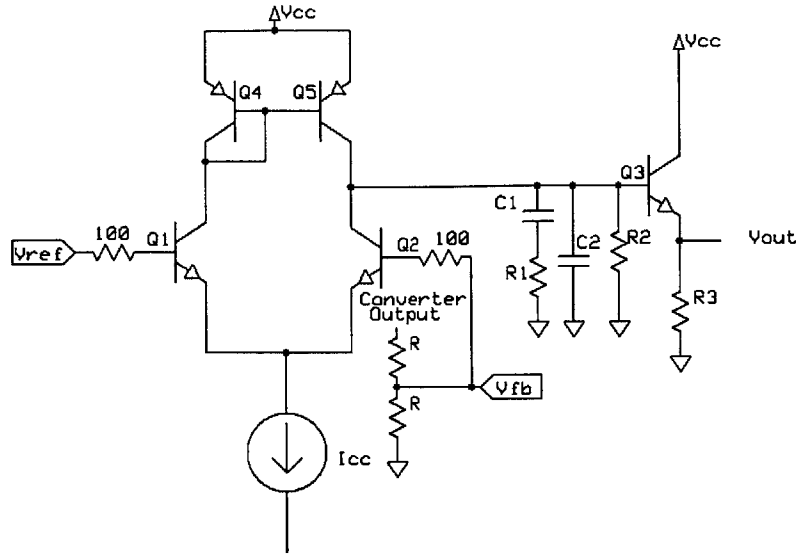 Vcc
Vcc
Q4
Q5
Q3
C1
100
Q1
Q2
100
C2
R2
Vref
R1
Vout
Converter
Output
R3
R
R
Vfb
Icc